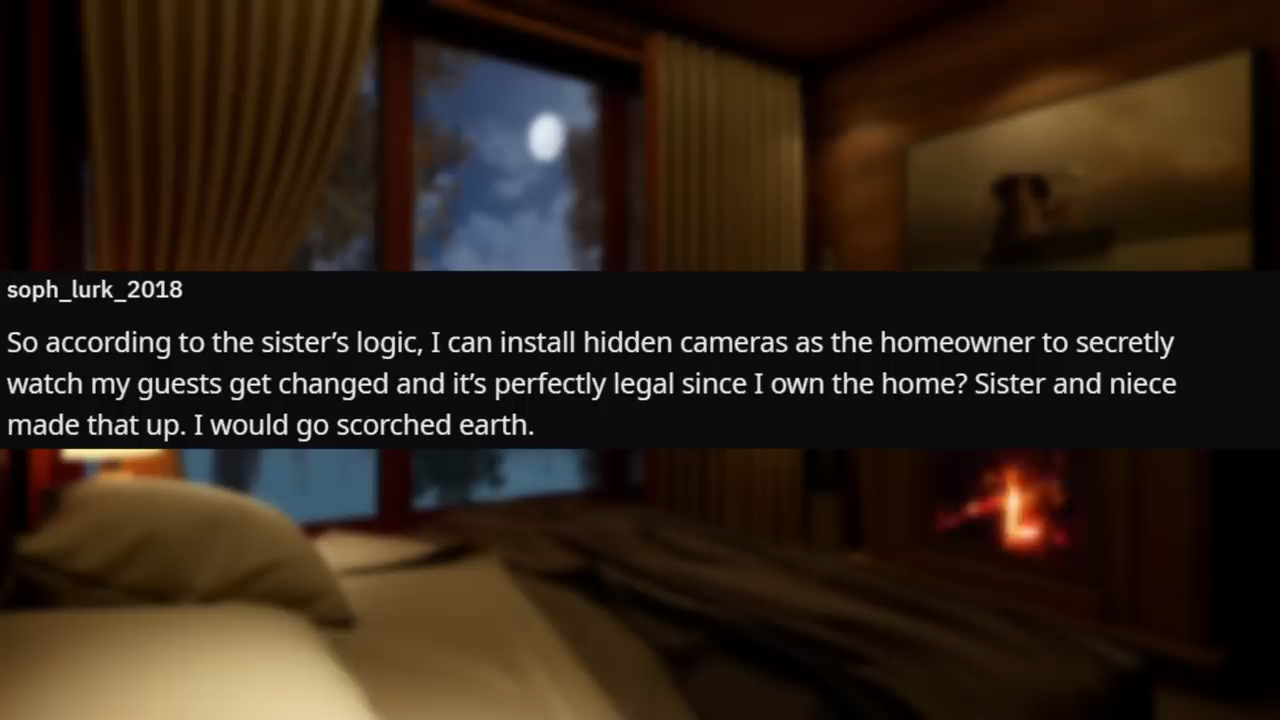 soph_lurk_2018
So according to the sister’s logic, I can install hidden cameras as the homeowner to secretly
watch my guests get changed and it’s perfectly legal since I own the home? Sister and niece
made that up. I would go scorched earth.